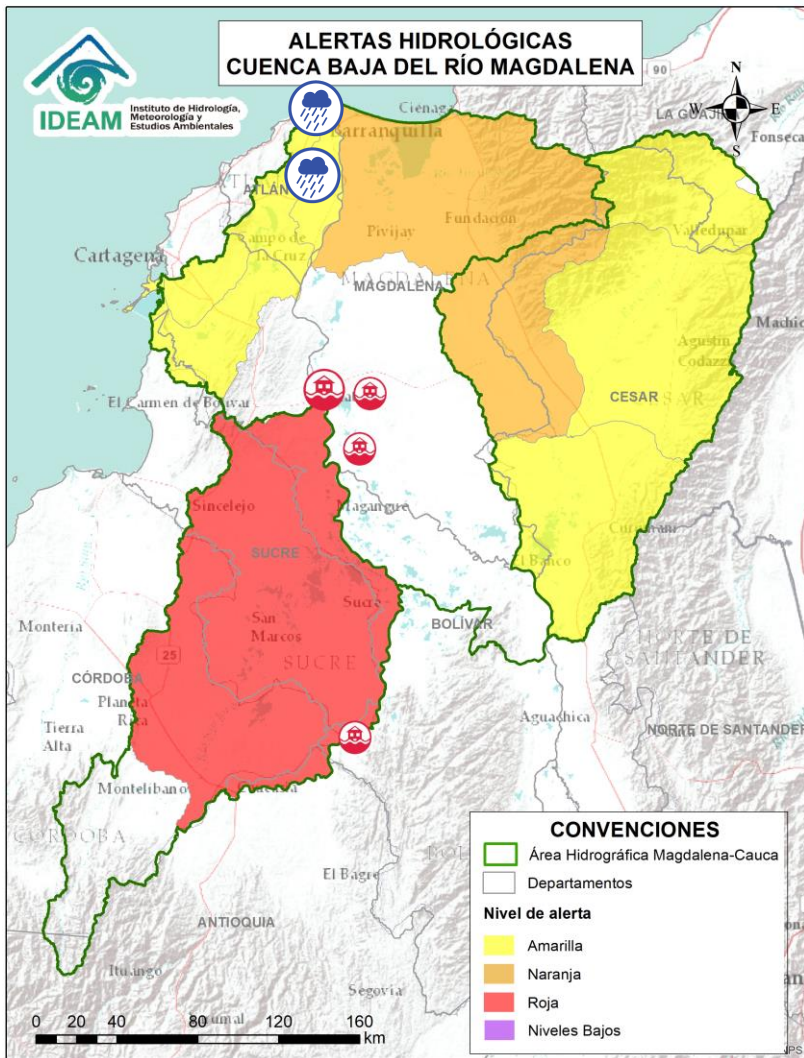 ALERTAS HIDROLÓGICAS
CUENCA BAJA DEL RÍO MAGDALENA
IDEAM
Instituto de Hidrología,
Meteorología y
Estudios Ambientales
N
W
E
S
90
Ciénaga
LA GUAJIRA
Fonseca
Barranquilla
ATLÁN
Valledupar
Cartagena
Campo de
la Cruz
Pivijay
Fundación
MAGDALENA
MAGDALENA
Agustín
Codazzi
CESAR
El Carmen de Bolívar
Sincelejo
Magangué
SUCRE
El Banco
Sucre
San
Marcos
BOLÍVAR
Montería
25
SUCRE
NORTE DE
SANTANDER
CÓRDOBA
Planeta
Rica
Tierra
Alta
Aguachica
NORTE DE SANTANDER
Montelibano
CÓRDOBA
El Bagre
ANTIOQUIA
Ituango
Segovia
0 20 40 80 120 160
km
CONVENCIONES
Área Hidrográfica Magdalena-Cauca
Departamentos
Nivel de alerta
Amarilla
Naranja
Roja
Niveles Bajos